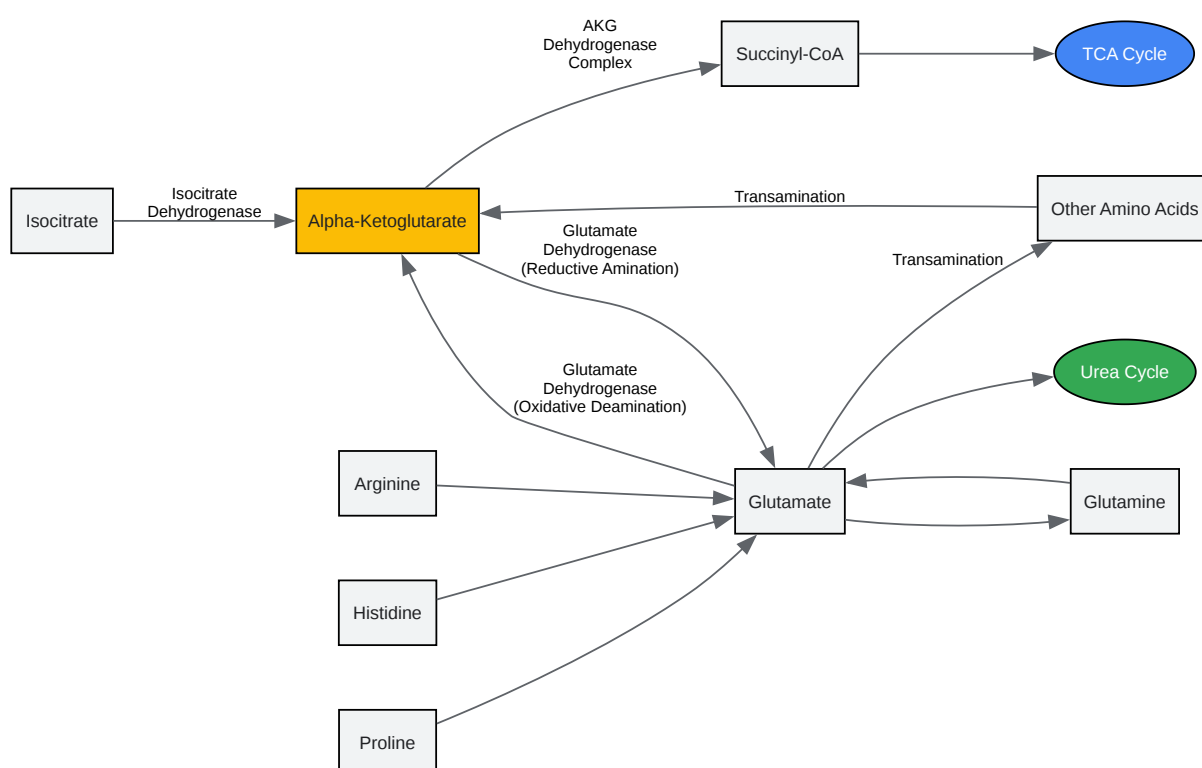 AKG
Dehydrogenase
Complex
Succinyl-CoA
TCA Cycle
Isocitrate
Isocitrate
Dehydrogenase
Alpha-Ketoglutarate
Transamination
Other Amino Acids
Glutamate
Dehydrogenase
(Reductive Amination)
Transamination
Glutamate
Dehydrogenase
(Oxidative Deamination)
Urea Cycle
Arginine
Glutamate
Glutamine
Histidine
Proline